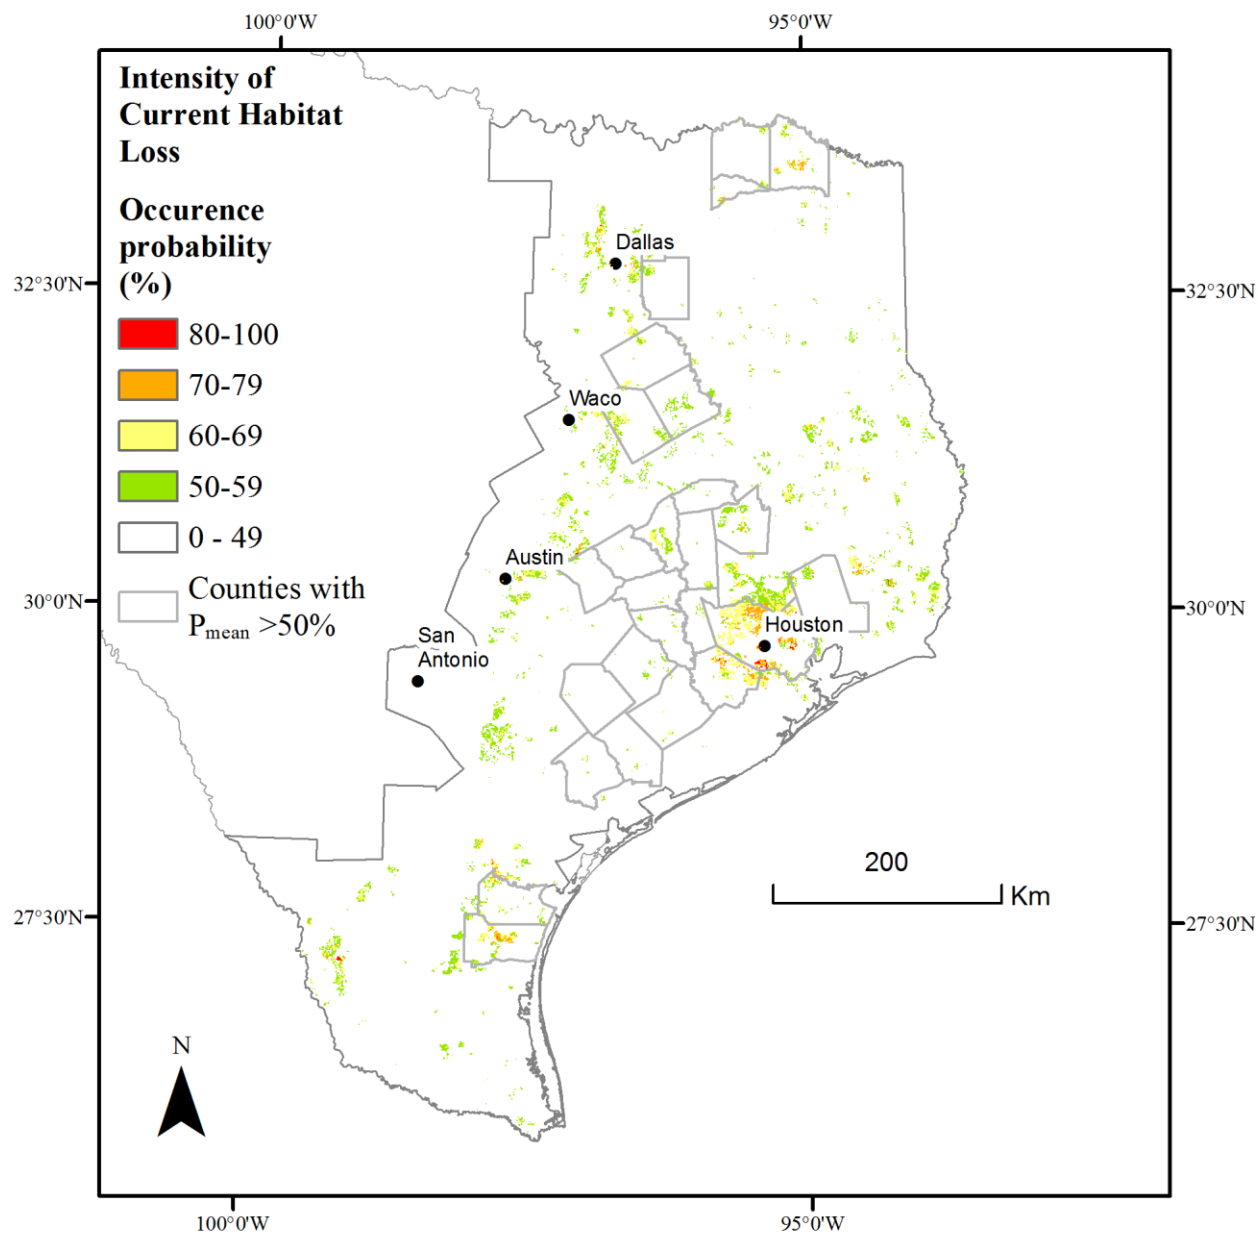 100°0'W
95°0'W
Intensity of
Current Habitat
Loss
Occurence
probability
(%)
80-100
70-79
60-69
50-59
0 - 49
Counties with
Pmean >50%
32°30'N
32°30'N
30°0'N
30°0'N
27°30'N
27°30'N
Dallas
Waco
Austin
San
Antonio
Houston
200
Km
N
100°0'W
95°0'W